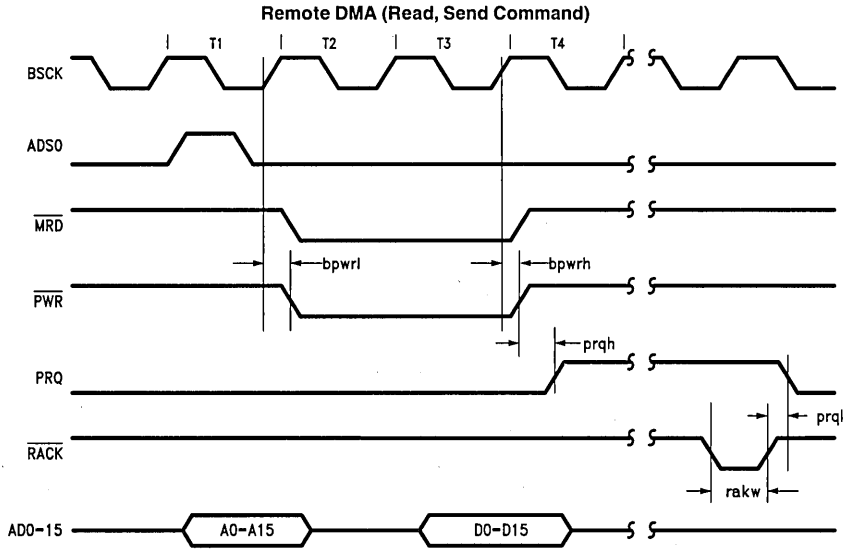 Remote DMA (Read, Send Command)
T1 T2 T3 T4
BSCK
ADS0
MRD
bpwrl bpwrh
PWR
prqh
PRQ
prql
RACK
rakw
AD0-15 A0-A15 D0-D15